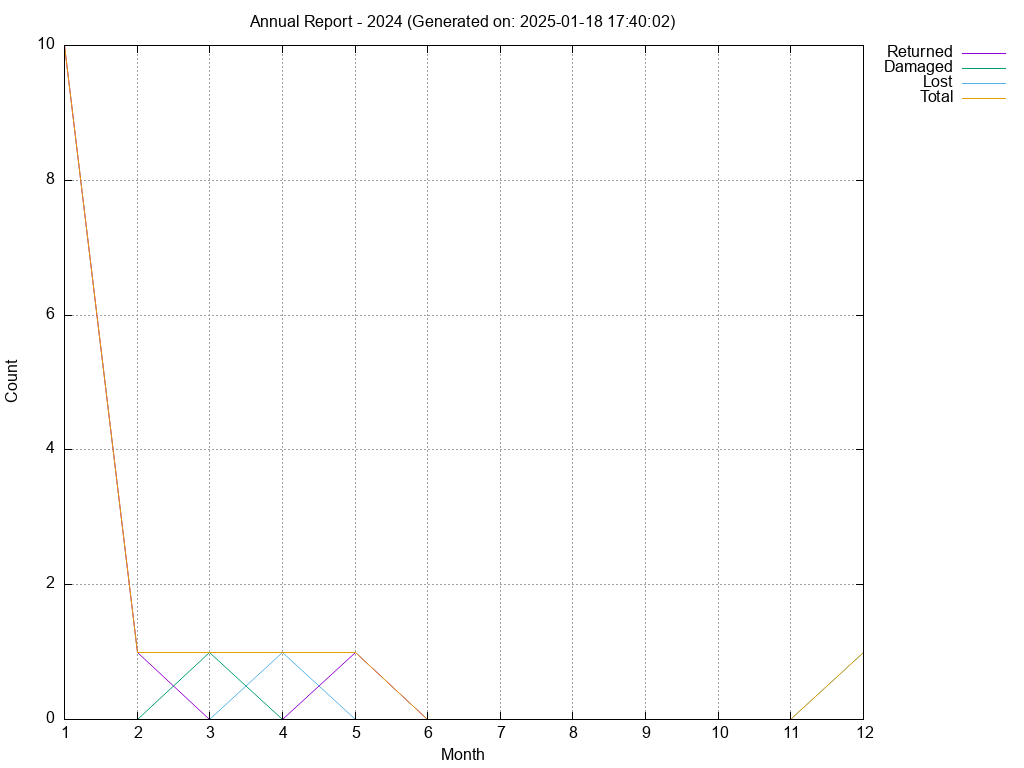 Annual Report - 2024 (Generated on: 2025-01-18 17:40:02)
Returned
Damaged
Lost
Total
10
8
6
4
2
0
Count
1 2 3 4 5 6 7 8 9 10 11 12
Month